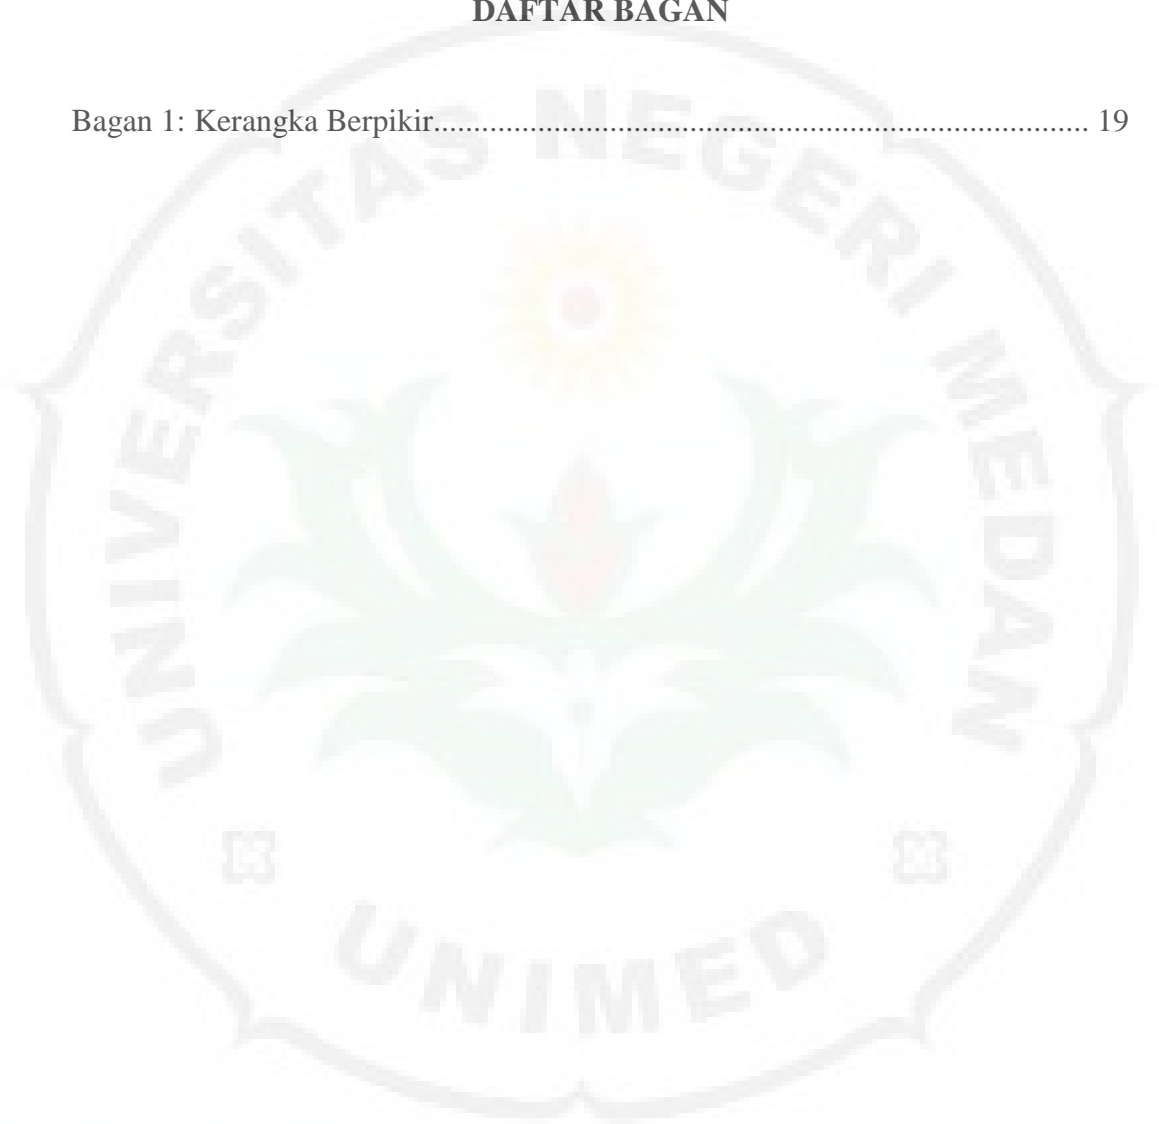 DAFTAR BAGAN
Bagan 1: Kerangka Berpikir.................................................................................. 19
UNIVERSITAS NEGERI MEDAN
UNIMED